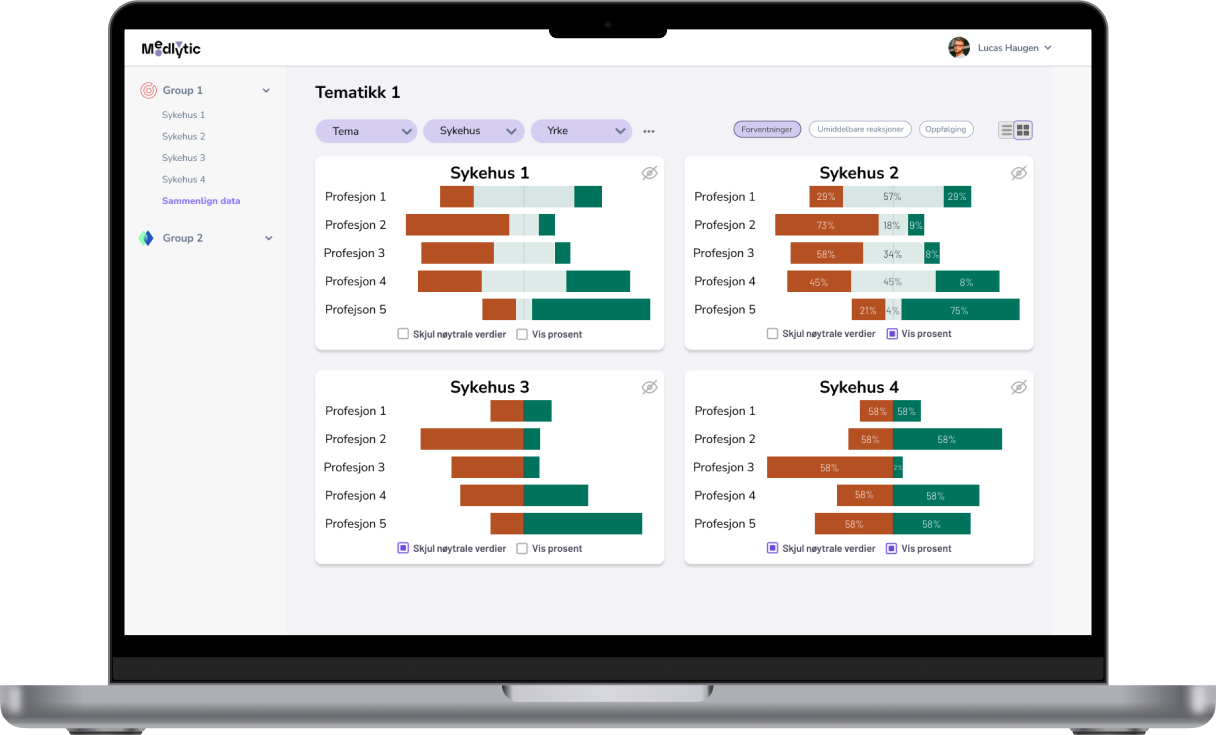 Medlytic
Lucas Haugen
Group 1
Sykehus 1
Sykehus 2
Sykehus 3
Sykehus 4
Sammenlign data
Group 2
Tematikk 1
Tema
Sykehus
Yrke
Forventninger
Umiddelbare reaksjoner
Oppfølging
Sykehus 1
Profesjon 1
Profesjon 2
Profesjon 3
Profesjon 4
Profejson 5
Skjul nøytrale verdier
Vis prosent
Sykehus 2
Profesjon 1 29% 57% 29%
Profesjon 2 73% 18% 9%
Profesjon 3 58% 34% 8%
Profesjon 4 45% 45% 8%
Profesjon 5 21% 4% 75%
Skjul nøytrale verdier
Vis prosent
Sykehus 3
Profesjon 1
Profesjon 2
Profesjon 3
Profesjon 4
Profesjon 5
Skjul nøytrale verdier
Vis prosent
Sykehus 4
Profesjon 1 58% 58%
Profesjon 2 58% 58%
Profesjon 3 58% 2%
Profesjon 4 58% 58%
Profesjon 5 58% 58%
Skjul nøytrale verdier
Vis prosent